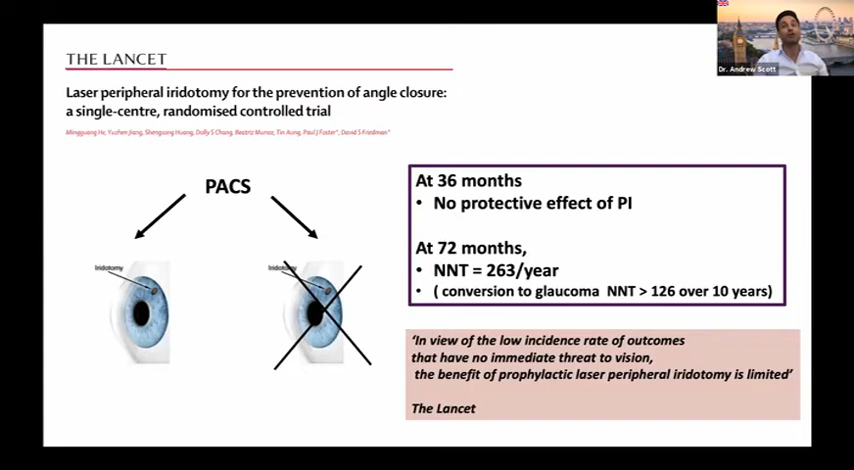 Dr. Andrew Scott
THE LANCET
Laser peripheral iridotomy for the prevention of angle closure:
a single-centre, randomised controlled trial
Mingguang He, Yuzhen Jiang, Shengsong Huang, Dolly S Chang, Beatriz Munoz, Tin Aung, Paul J Foster*, David S Friedman*
PACS
Iridotomy
Iridotomy
At 36 months
• No protective effect of PI
At 72 months,
• NNT = 263/year
• ( conversion to glaucoma NNT > 126 over 10 years)
‘In view of the low incidence rate of outcomes
that have no immediate threat to vision,
the benefit of prophylactic laser peripheral iridotomy is limited’
The Lancet